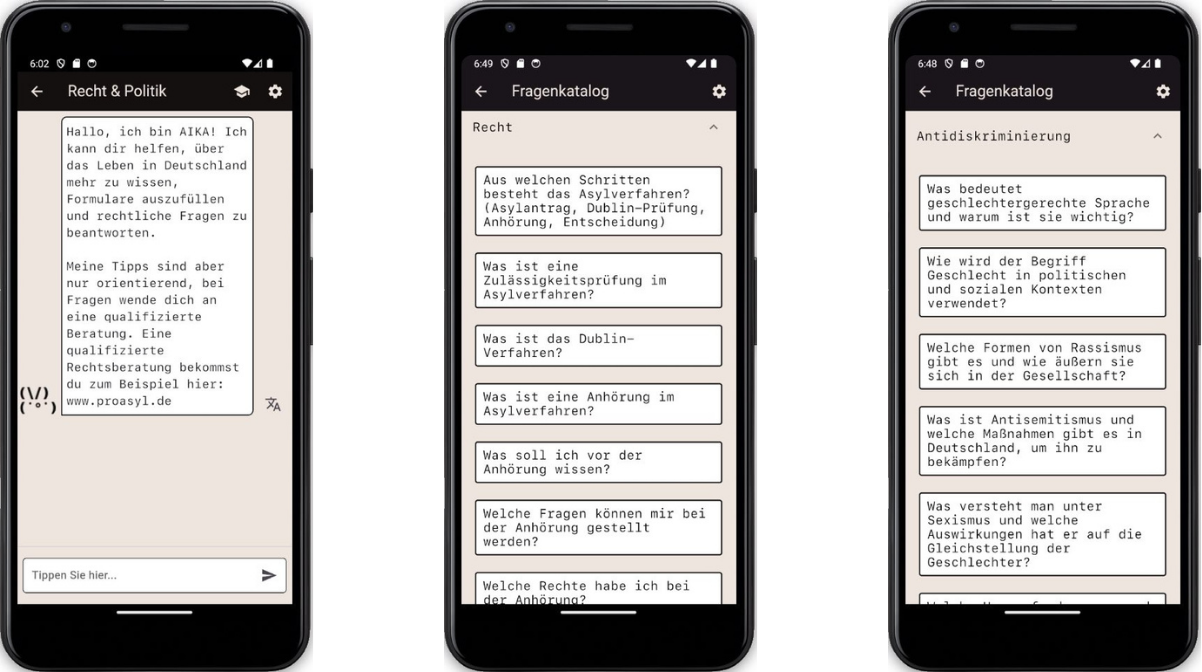 6:02
Recht & Politik
Hallo, ich bin AIKA! Ich
kann dir helfen, über
das Leben in Deutschland
mehr zu wissen,
Formulare auszufüllen
und rechtliche Fragen zu
beantworten.
Meine Tipps sind aber
nur orientierend, bei
Fragen wende dich an
eine qualifizierte
Beratung. Eine
qualifizierte
Rechtsberatung bekommst
du zum Beispiel hier:
www.proasyl.de
Tippen Sie hier...
6:49
Fragenkatalog
Recht
Aus welchen Schritten
besteht das Asylverfahren?
(Asylantrag, Dublin-Prüfung,
Anhörung, Entscheidung)
Was ist eine
Zulässigkeitsprüfung im
Asylverfahren?
Was ist das Dublin-
Verfahren?
Was ist eine Anhörung im
Asylverfahren?
Was soll ich vor der
Anhörung wissen?
Welche Fragen können mir bei
der Anhörung gestellt
werden?
Welche Rechte habe ich bei
der Anhörung?
6:48
Fragenkatalog
Antidiskriminierung
Was bedeutet
geschlechtergerechte Sprache
und warum ist sie wichtig?
Wie wird der Begriff
Geschlecht in politischen
und sozialen Kontexten
verwendet?
Welche Formen von Rassismus
gibt es und wie äußern sie
sich in der Gesellschaft?
Was ist Antisemitismus und
welche Maßnahmen gibt es in
Deutschland, um ihn zu
bekämpfen?
Was versteht man unter
Sexismus und welche
Auswirkungen hat er auf die
Gleichstellung der
Geschlechter?